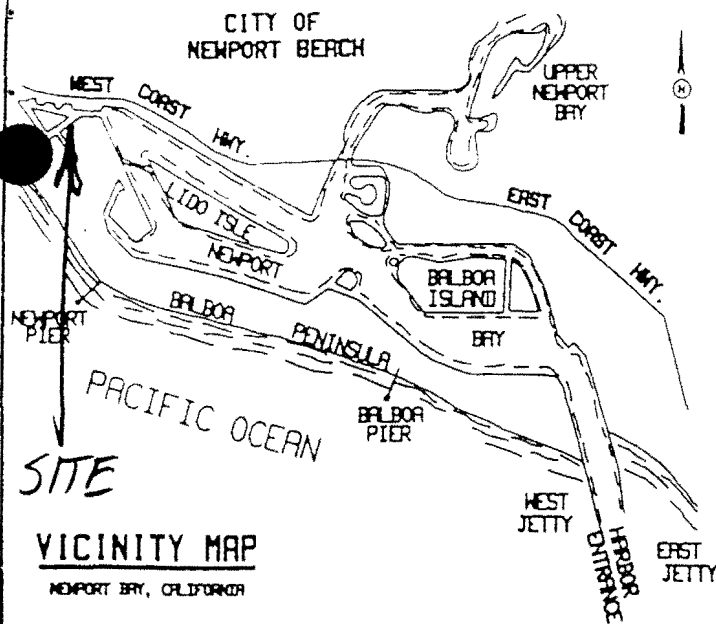 CITY OF
NEWPORT BEACH
WEST COAST HWY.
UPPER
NEWPORT
BAY
N
EAST COAST HWY.
LIDO ISLE
NEWPORT
BALBOA
ISLAND
BAY
NEWPORT
PIER
BALBOA PENINSULA
BALBOA
PIER
PACIFIC OCEAN
SITE
WEST
JETTY
HARBOR
ENTRANCE
EAST
JETTY
VICINITY MAP
NEWPORT BAY, CALIFORNIA